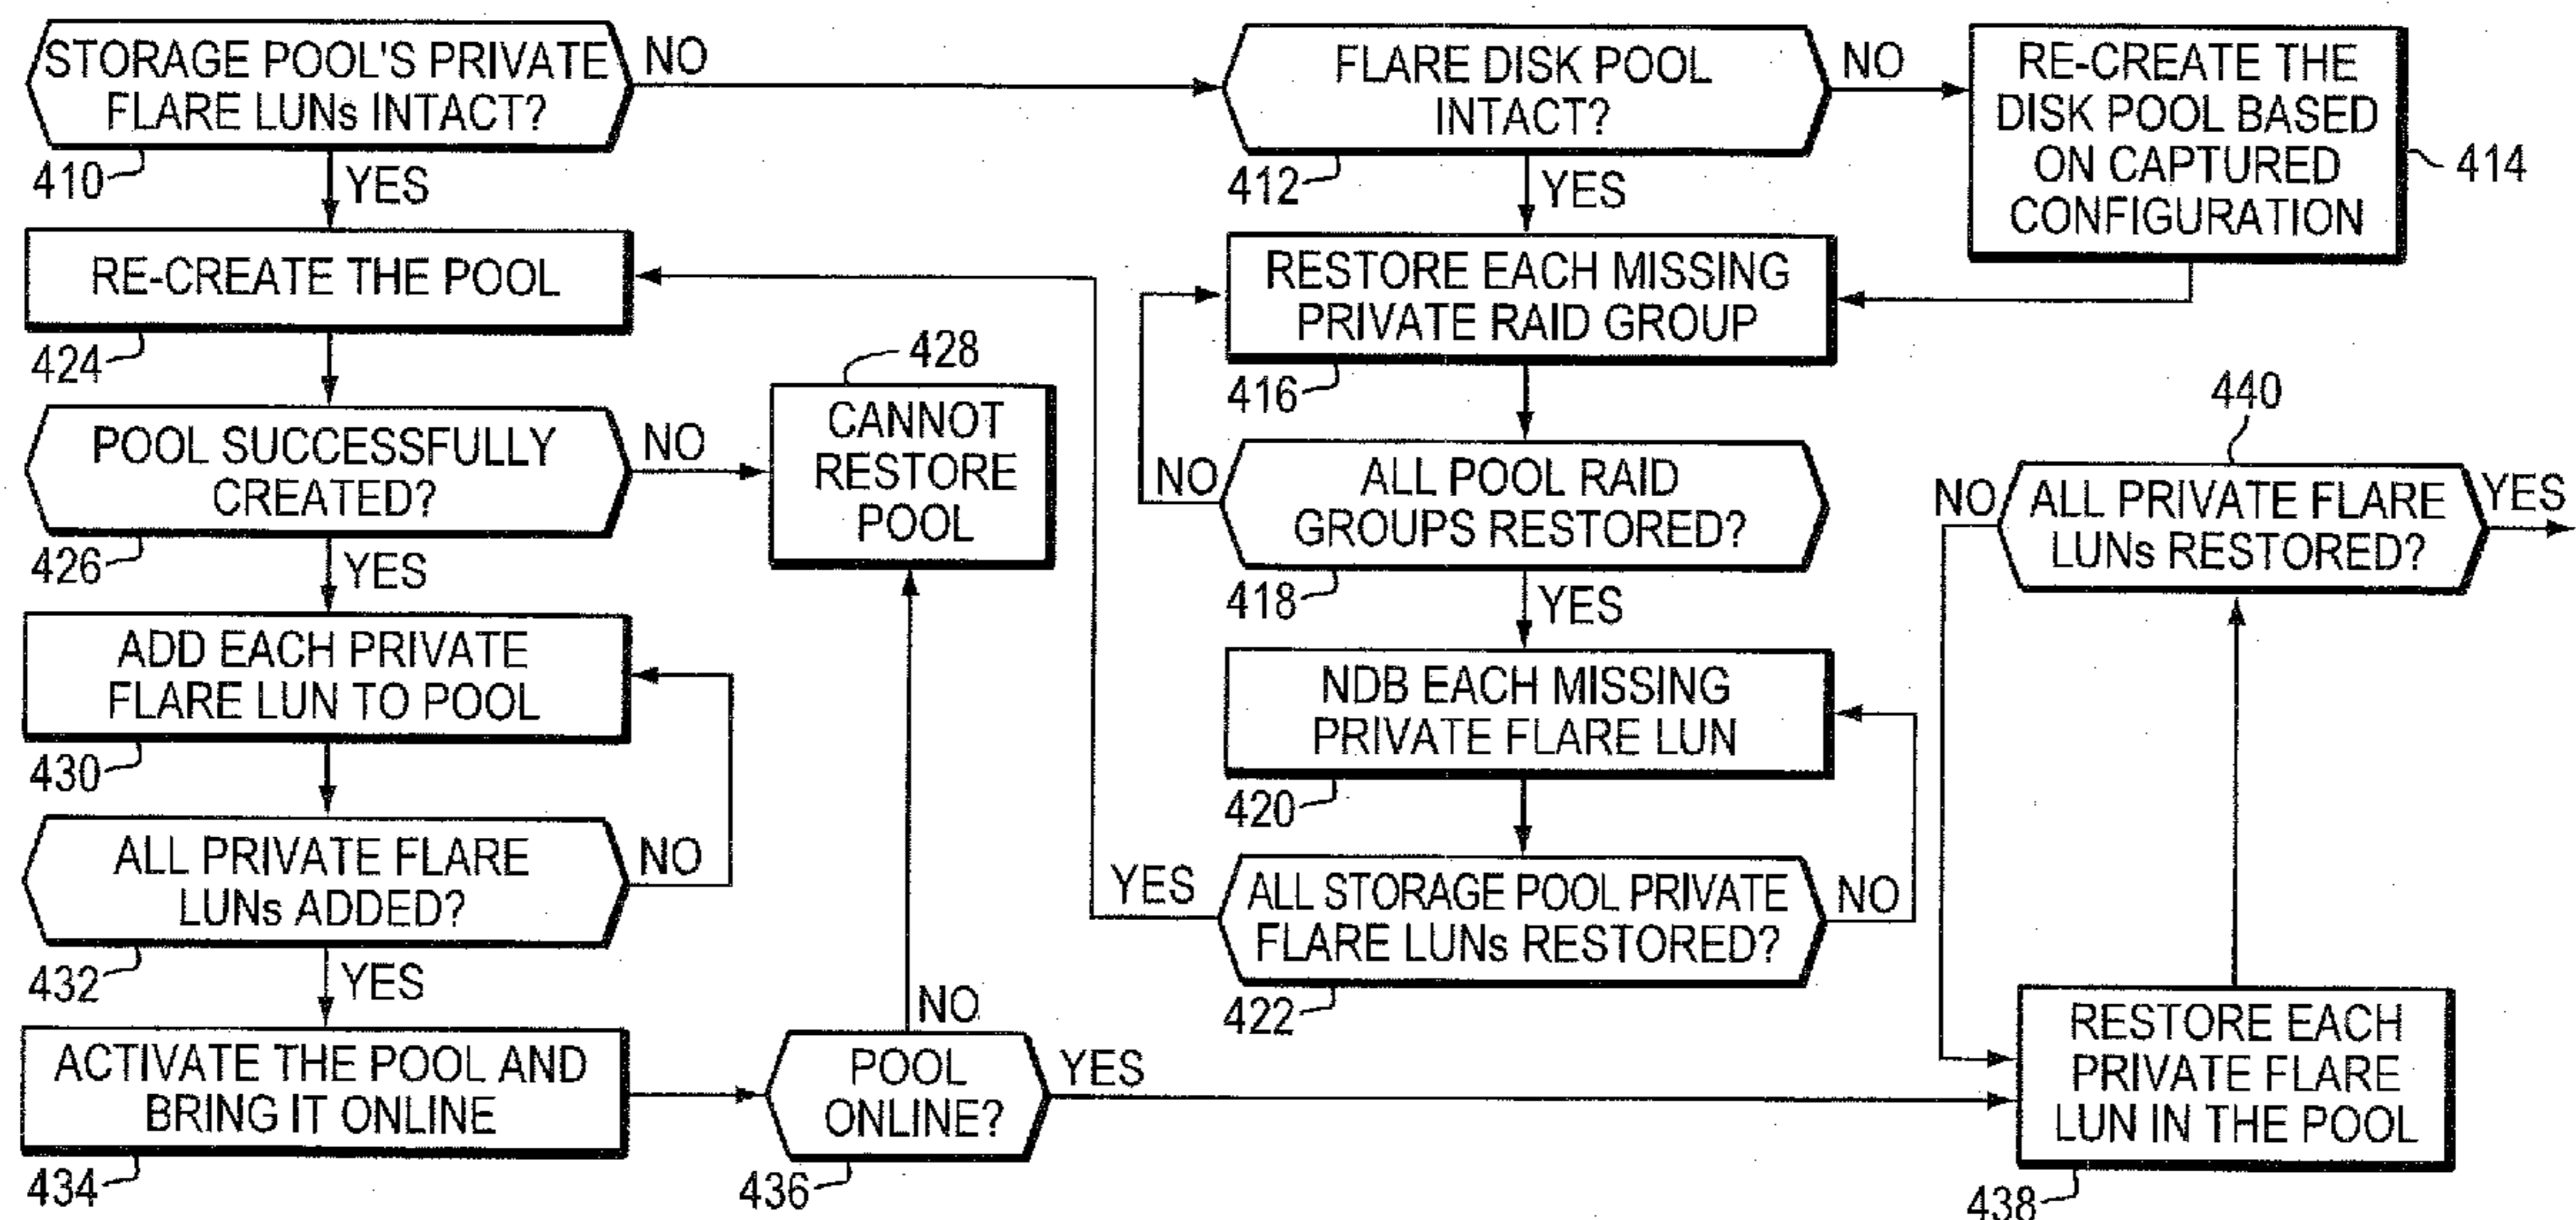 STORAGE POOL'S PRIVATE
FLARE LUNs INTACT?
NO
410
YES
FLARE DISK POOL
INTACT?
NO
412
YES
RE-CREATE THE
DISK POOL BASED
ON CAPTURED
CONFIGURATION
414
RE-CREATE THE POOL
424
RESTORE EACH MISSING
PRIVATE RAID GROUP
416
POOL SUCCESSFULLY
CREATED?
NO
426
YES
428
CANNOT
RESTORE
POOL
NO
ALL POOL RAID
GROUPS RESTORED?
418
YES
440
NO
ALL PRIVATE FLARE
LUNs RESTORED?
YES
ADD EACH PRIVATE
FLARE LUN TO POOL
430
NDB EACH MISSING
PRIVATE FLARE LUN
420
ALL PRIVATE FLARE
LUNs ADDED?
NO
432
YES
YES
ALL STORAGE POOL PRIVATE
FLARE LUNs RESTORED?
NO
422
ACTIVATE THE POOL AND
BRING IT ONLINE
434
NO
POOL
ONLINE?
YES
436
RESTORE EACH
PRIVATE FLARE
LUN IN THE POOL
438